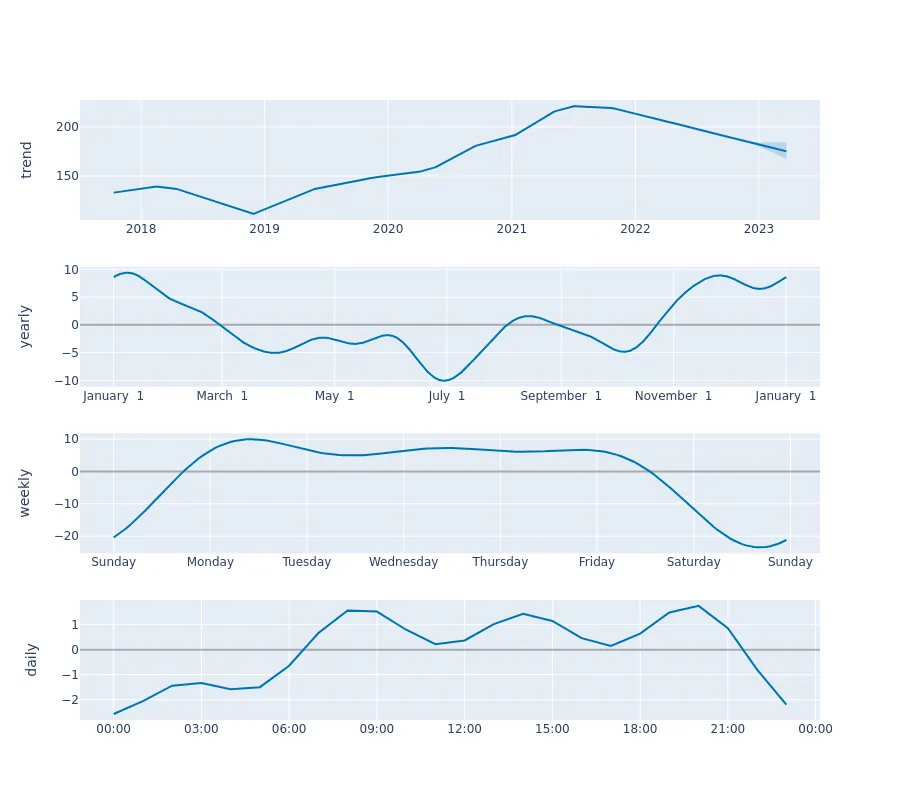 trend
200
150
2018 2019 2020 2021 2022 2023
yearly
10
5
0
−5
−10
January 1 March 1 May 1 July 1 September 1 November 1 January 1
weekly
10
0
−10
−20
Sunday Monday Tuesday Wednesday Thursday Friday Saturday Sunday
daily
1
0
−1
−2
00:00 03:00 06:00 09:00 12:00 15:00 18:00 21:00 00:00